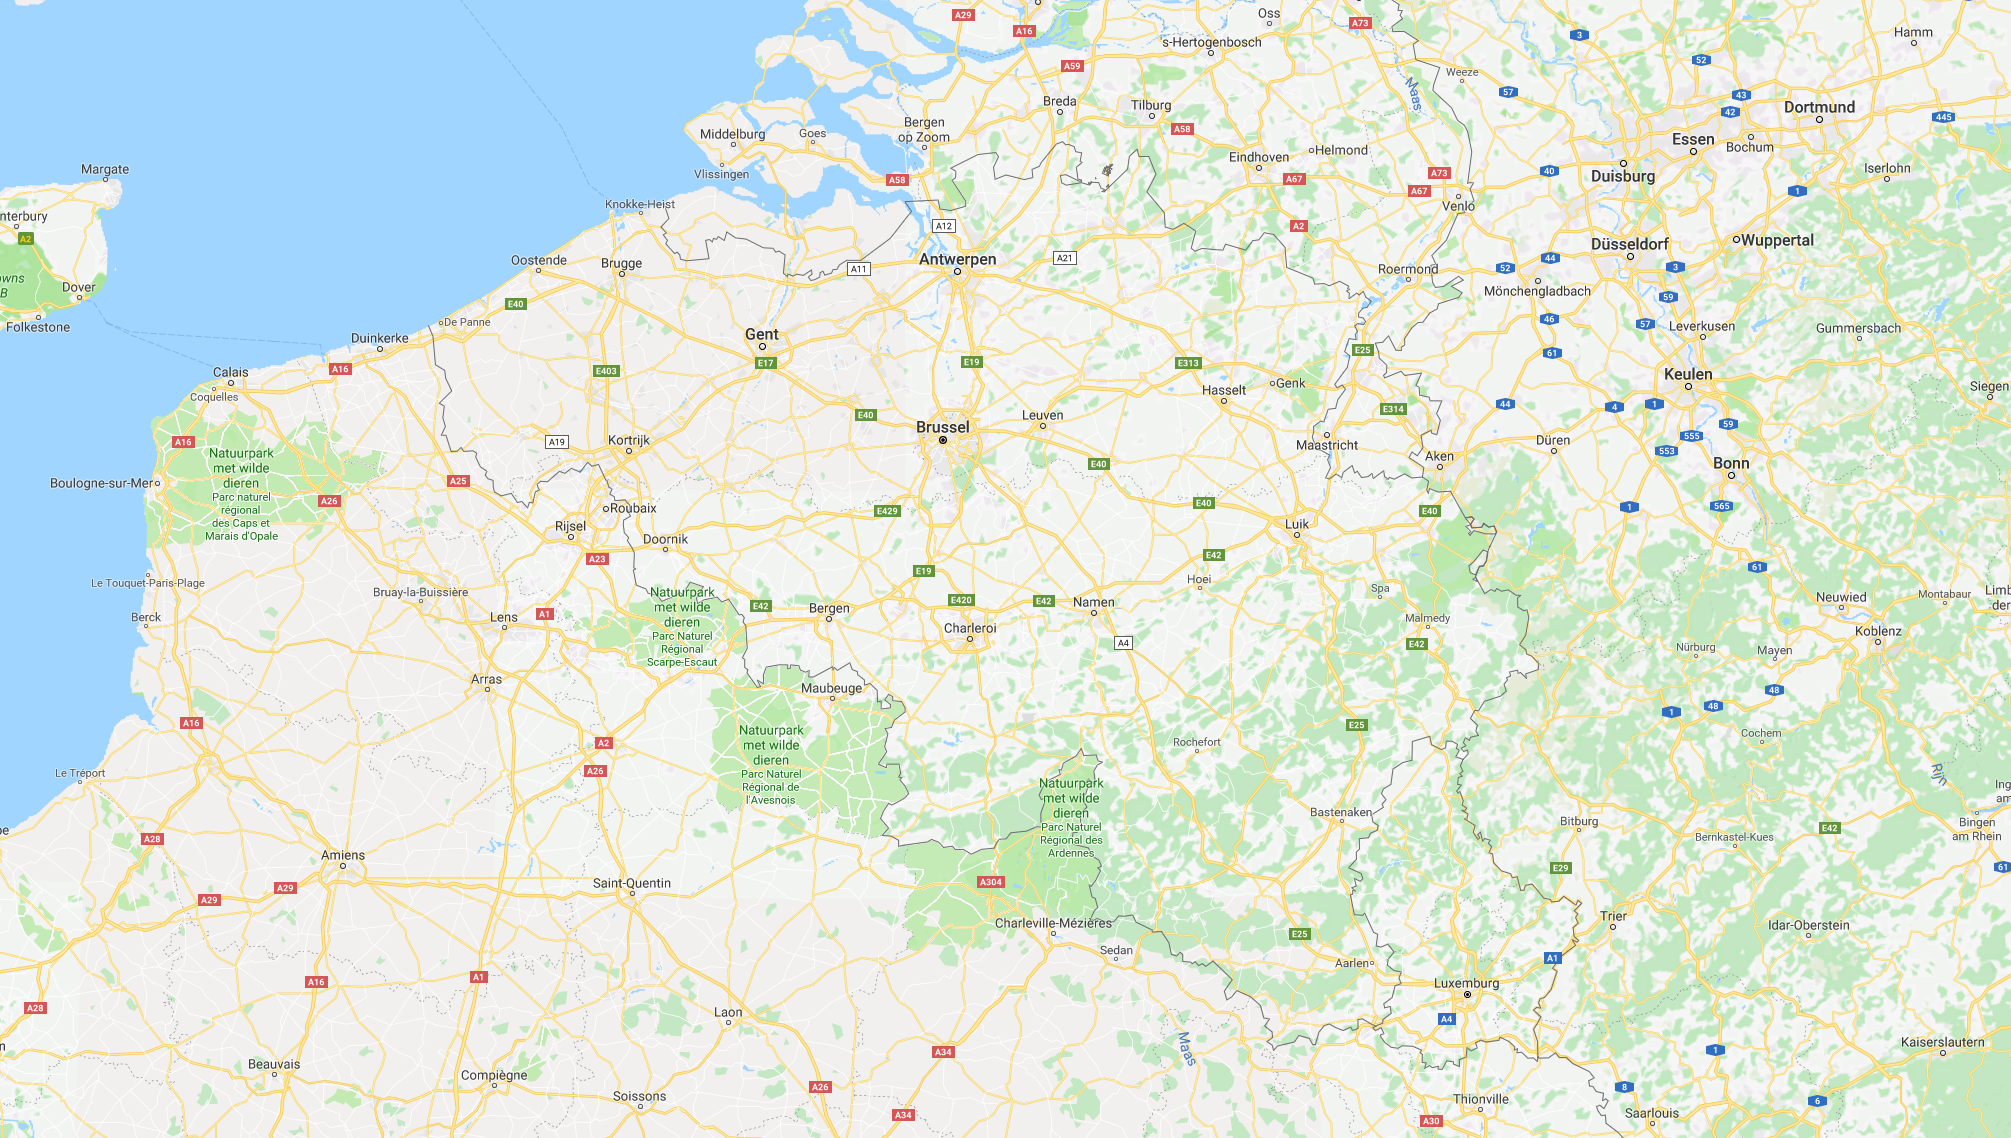 A29
A16
Oss
A73
3
Hamm
's-Hertogenbosch
52
A59
Weeze
Maas
57
43
Breda
Tilburg
42
Dortmund
445
Middelburg
Goes
Bergen
op Zoom
A58
Essen
Bochum
Eindhoven
Helmond
Margate
Vlissingen
A58
A67
A73
A67
40
Duisburg
1
Iserlohn
nterbury
Knokke-Heist
Venlo
A2
A12
A2
Düsseldorf
Wuppertal
Oostende
Brugge
A11
Antwerpen
A21
Roermond
52
44
3
owns
B
Dover
Mönchengladbach
59
E40
Folkestone
De Panne
46
57
Leverkusen
Gummersbach
Duinkerke
Gent
E17
E19
E313
E25
61
Calais
A16
E403
Keulen
Siegen
Coquelles
Hasselt
Genk
44
4
1
E40
Leuven
E314
59
A16
Brussel
A19
Kortrijk
Maastricht
Aken
Düren
555
553
Natuurpark
met wilde
dieren
Parc naturel
régional
des Caps et
Marais d'Opale
Boulogne-sur-Mer
A25
E40
Bonn
A26
Roubaix
E429
E40
E40
1
565
Rijsel
Luik
Doornik
A23
E19
E42
61
Le Touquet-Paris-Plage
Bruay-la-Buissière
Hoei
Spa
Neuwied
Montabaur
Limb
der
Natuurpark
met wilde
dieren
Parc Naturel
Régional
Scarpe-Escaut
E42
Bergen
E420
E42
Namen
Berck
Lens
A1
Charleroi
A4
Malmedy
E42
Koblenz
Nürburg
Mayen
Arras
Maubeuge
48
48
1
A16
Natuurpark
met wilde
dieren
Parc Naturel
Régional de
l'Avesnois
E25
Cochem
A2
A26
Rochefort
Le Tréport
Rijn
Natuurpark
met wilde
dieren
Parc Naturel
Régional des
Ardennes
Ing
am
Bastenaken
Bitburg
Bingen
am Rhein
pe
A28
E42
Bernkastel-Kues
Amiens
E29
61
A29
A29
Saint-Quentin
A304
Charleville-Mézières
Trier
Idar-Oberstein
E25
Sedan
Aarlen
A1
A16
A1
Luxemburg
A28
Laon
A4
Maas
n
A34
1
Kaiserslautern
Beauvais
Compiègne
A26
8
6
Soissons
A34
Thionville
A30
Saarlouis